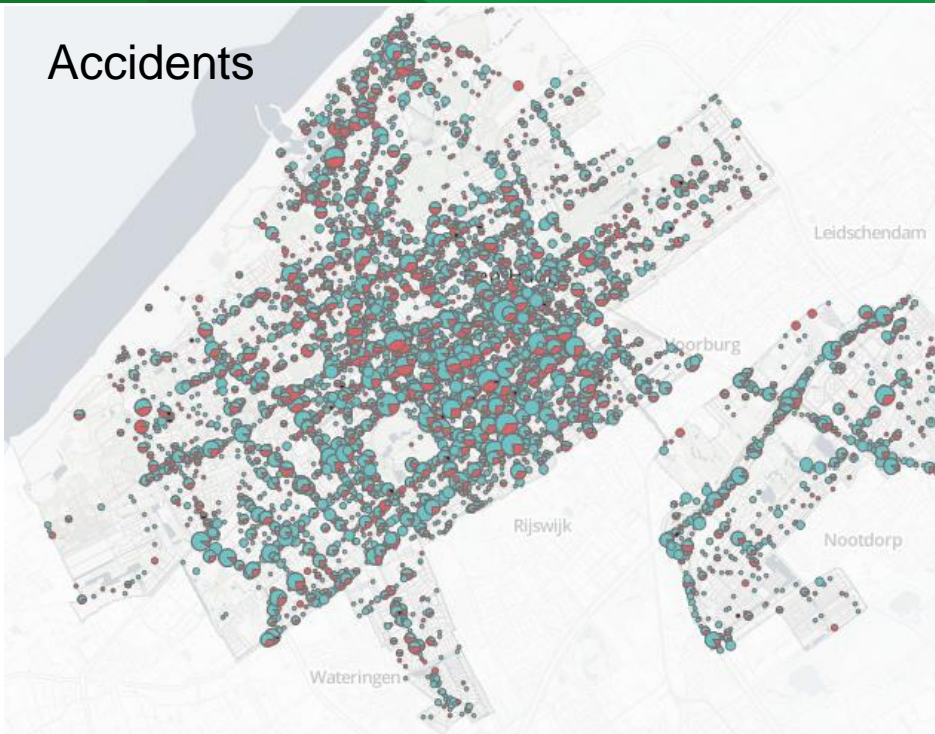 Accidents
Leidschendam
Voorburg
Rijswijk
Nootdorp
Wateringen